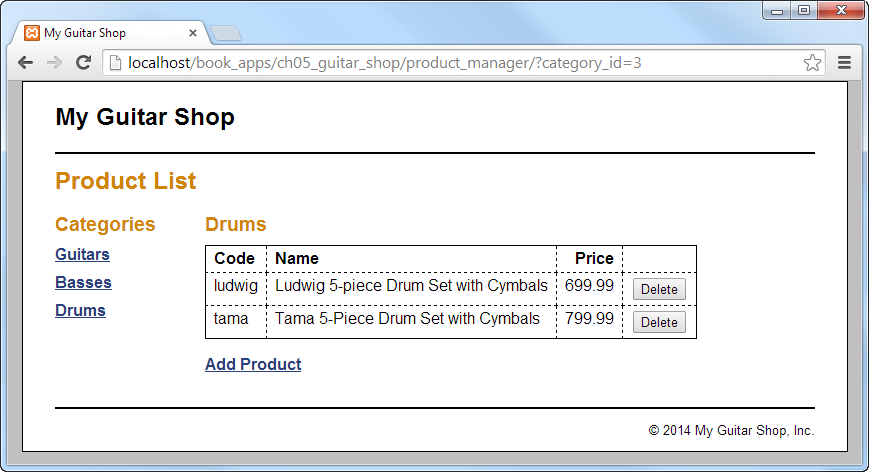 My Guitar Shop
localhost/book_apps/ch05_guitar_shop/product_manager/?category_id=3
My Guitar Shop
Product List
Categories
Guitars
Basses
Drums
Drums
Code Name Price
ludwig Ludwig 5-piece Drum Set with Cymbals 699.99 Delete
tama Tama 5-Piece Drum Set with Cymbals 799.99 Delete
Add Product
© 2014 My Guitar Shop, Inc.